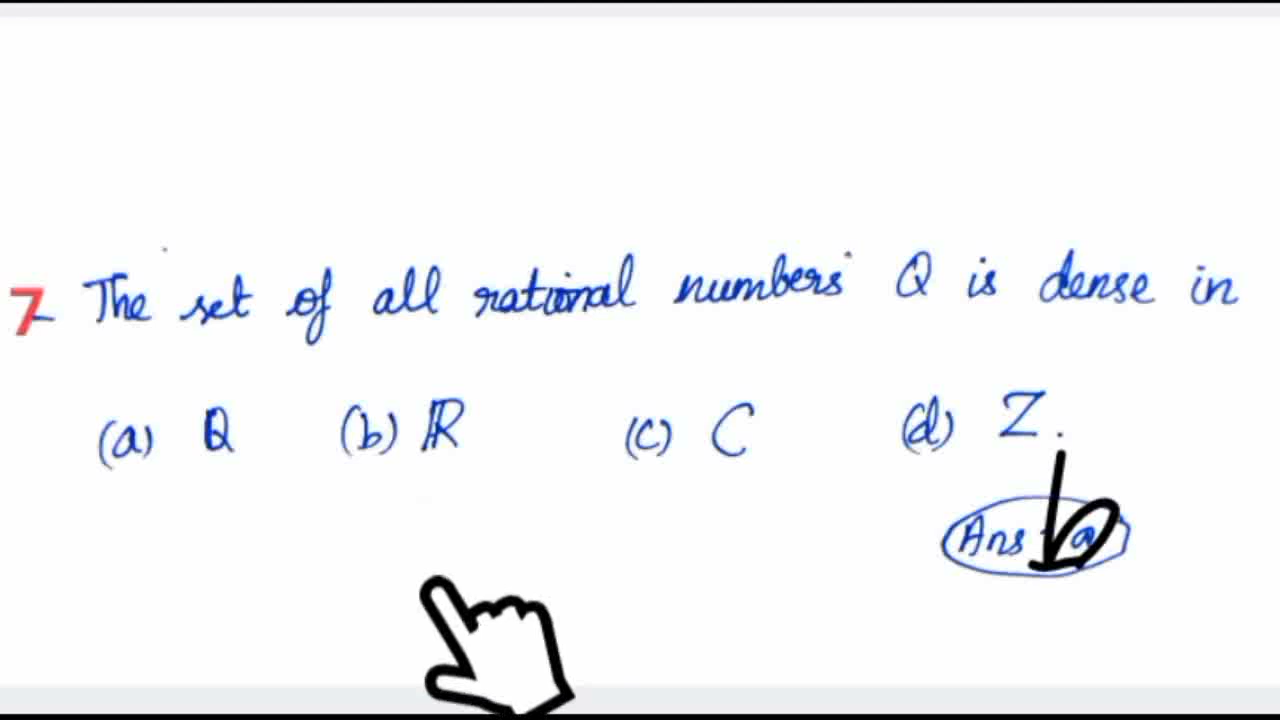 7 The set of all rational numbers Q is dense in
(a) Q (b) R (c) C (d) Z.
Ans